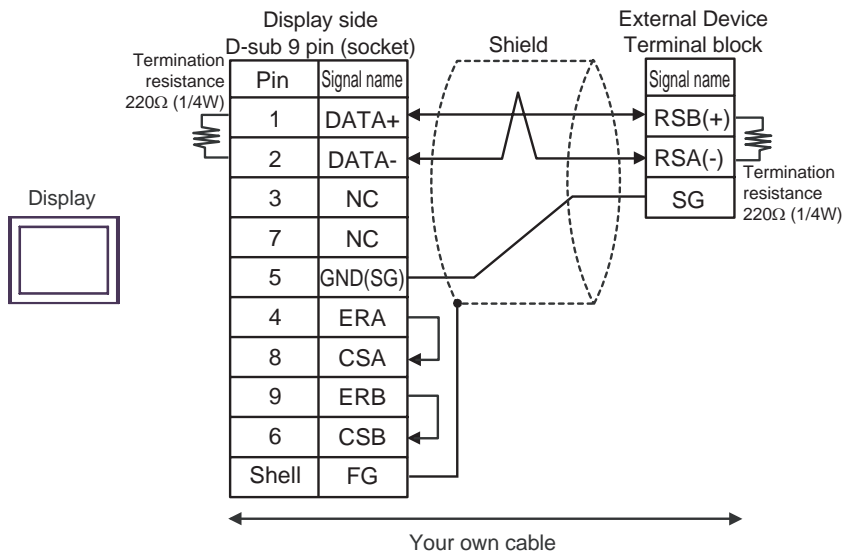 Display side
D-sub 9 pin (socket)
Shield
External Device
Terminal block
Termination
resistance
220Ω (1/4W)
Pin Signal name
Signal name
1 DATA+
RSB(+)
2 DATA-
RSA(-)
Termination
resistance
220Ω (1/4W)
3 NC
SG
Display
7 NC
5 GND(SG)
4 ERA
8 CSA
9 ERB
6 CSB
Shell FG
Your own cable